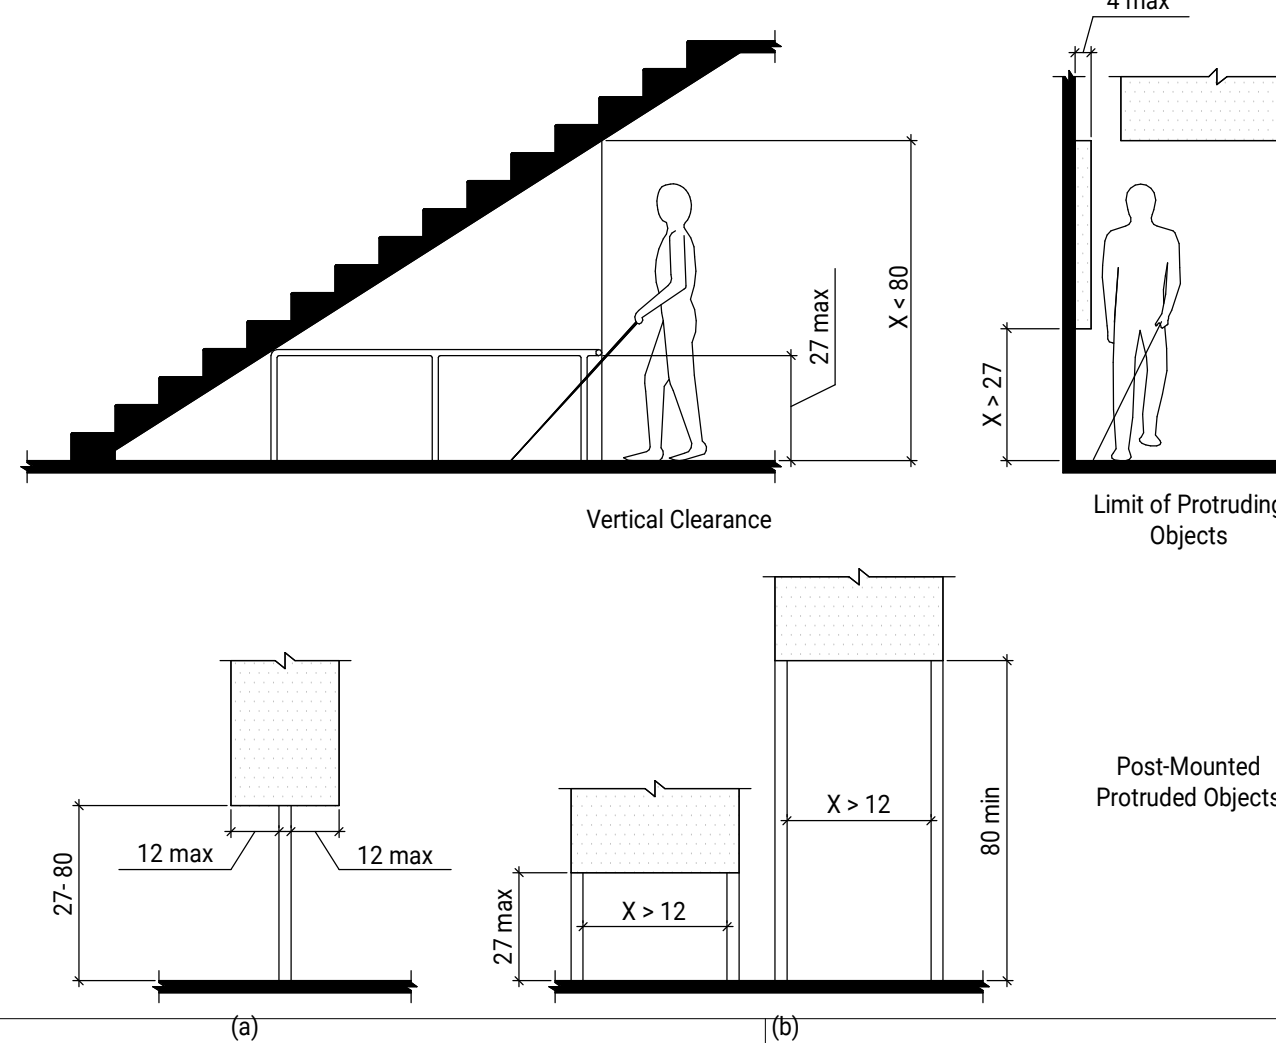 4 max
27 max
X < 80
X > 27
Vertical Clearance
Limit of Protruding
Objects
27- 80
12 max
12 max
27 max
X > 12
X > 12
80 min
Post-Mounted
Protruded Objects
(a)
(b)